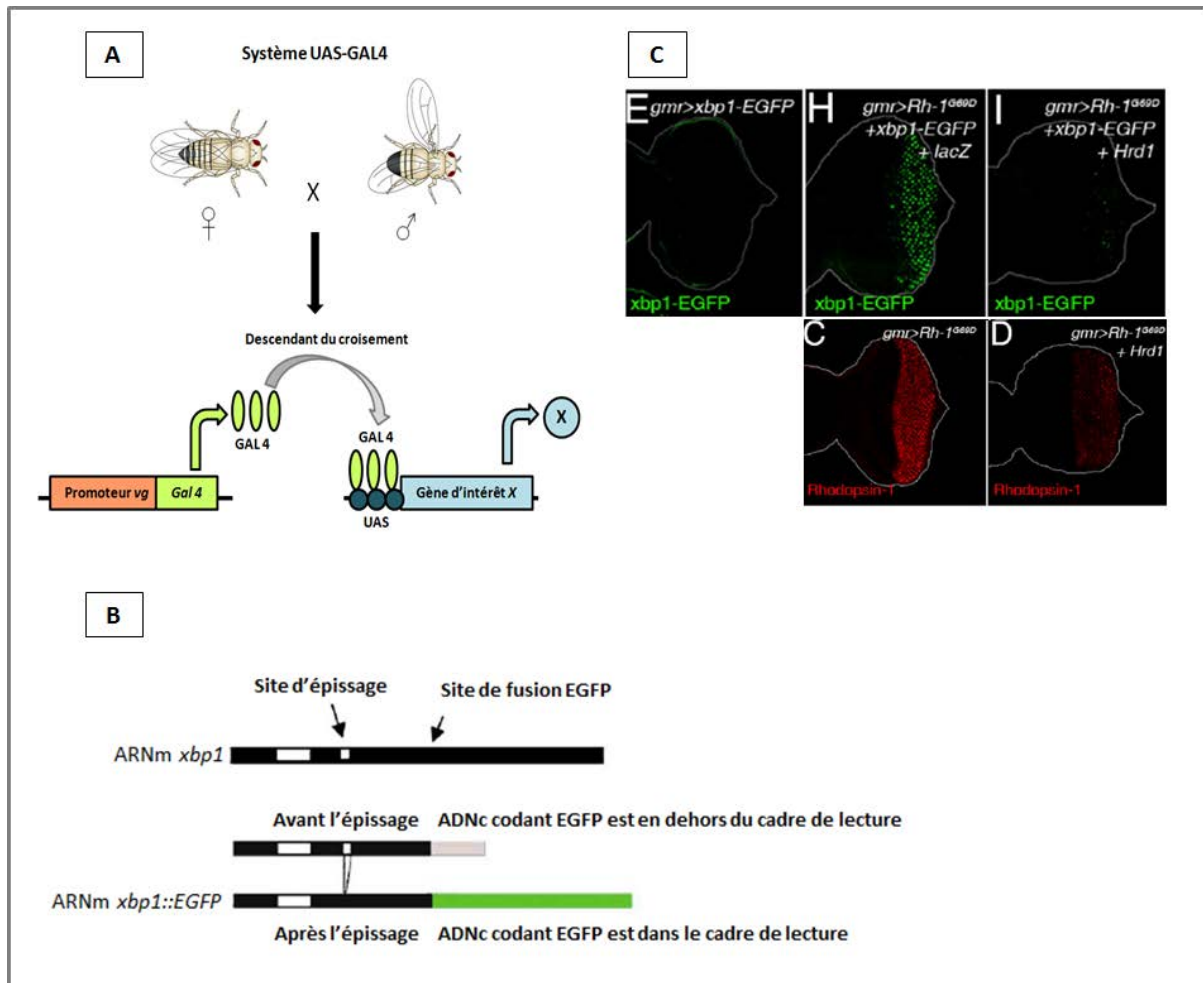 A
Système UAS-GAL4
X
♀
♂
Descendant du croisement
GAL 4
GAL 4
X
Promoteur vg
Gal 4
Gène d'intérêt X
UAS
B
Site d'épissage
Site de fusion EGFP
ARNm xbp1
Avant l'épissage
ADNc codant EGFP est en dehors du cadre de lecture
ARNm xbp1::EGFP
Après l'épissage
ADNc codant EGFP est dans le cadre de lecture
C
E
gmr>xbp1-EGFP
xbp1-EGFP
H
gmr>Rh-1G69D
+xbp1-EGFP
+ lacZ
xbp1-EGFP
I
gmr>Rh-1G69D
+xbp1-EGFP
+ Hrd1
xbp1-EGFP
C
gmr>Rh-1G69D
Rhodopsin-1
D
gmr>Rh-1G69D
+ Hrd1
Rhodopsin-1